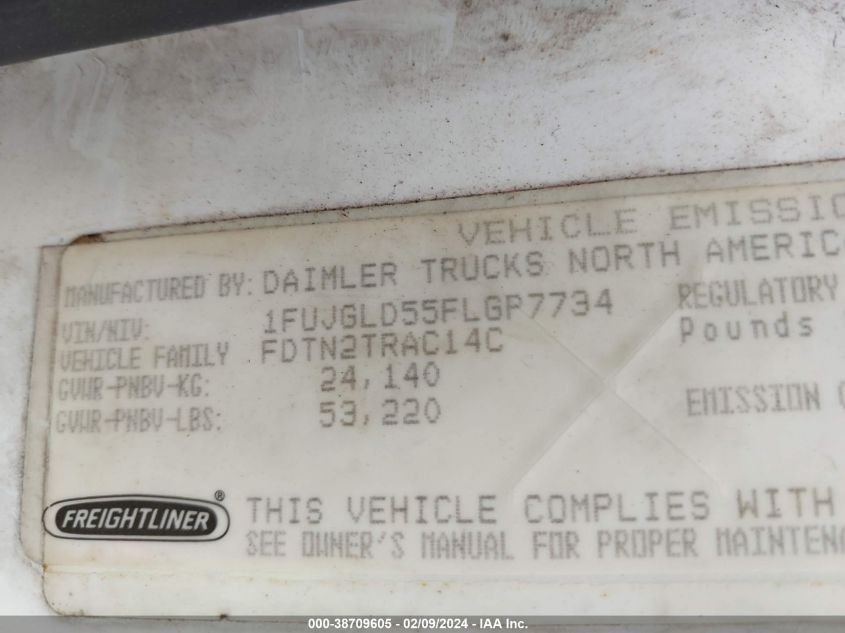 VEHICLE EMISSIO
MANUFACTURED BY: DAIMLER TRUCKS NORTH AMERIC
VIN/NIV: 1FUJGLD55FLGP7734 REGULATORY
VEHICLE FAMILY FDTN2TRAC14C Pounds
GVWR-PNBV-KG: 24,140
GVWR-PNBV-LBS: 53,220 EMISSION
FREIGHTLINER® THIS VEHICLE COMPLIES WITH
SEE OWNER'S MANUAL FOR PROPER MAINTENA
000-38709605 - 02/09/2024 - IAA Inc.